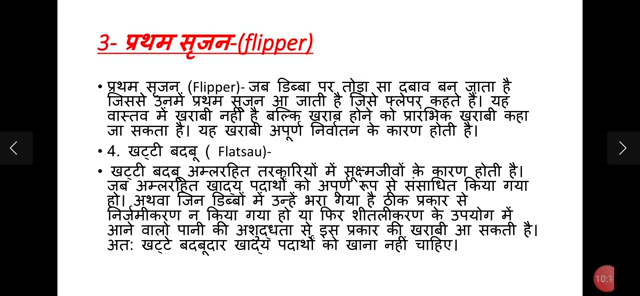 3- प्रथम सृजन-(flipper)
• प्रथम सृजन (Flipper)- जब डिब्बा पर तोड़ा सा दबाव बन जाता है
जिससे उनमें प्रथम सूजन आ जाती है जिसे फ्लेपर कहते हैं। यह
वास्तव में खराबी नहीं है बल्कि खराब होने को प्रारंभिक खराबी कहा
जा सकता है। यह खराबी अपूर्ण निर्वातन के कारण होती है।
• 4. खट्टी बदबू ( Flatsau)-
• खट्टी बदबू अम्लरहित तरकारियों में सूक्ष्मजीवों के कारण होती है।
जब अम्लरहित खाद्य पदार्थों को अपूर्ण रूप से संसाधित किया गया
हो। अथवा जिन डिब्बों में उन्हें भरा गया है ठीक प्रकार से
निर्जमीकरण न किया गया हो या फिर शीतलीकरण के उपयोग में
आने वालो पानी की अशुद्धता से इस प्रकार की खराबी आ सकती है।
अत: खट्टे बदबूदार खाद्य पदार्थों को खाना नहीं चाहिए।